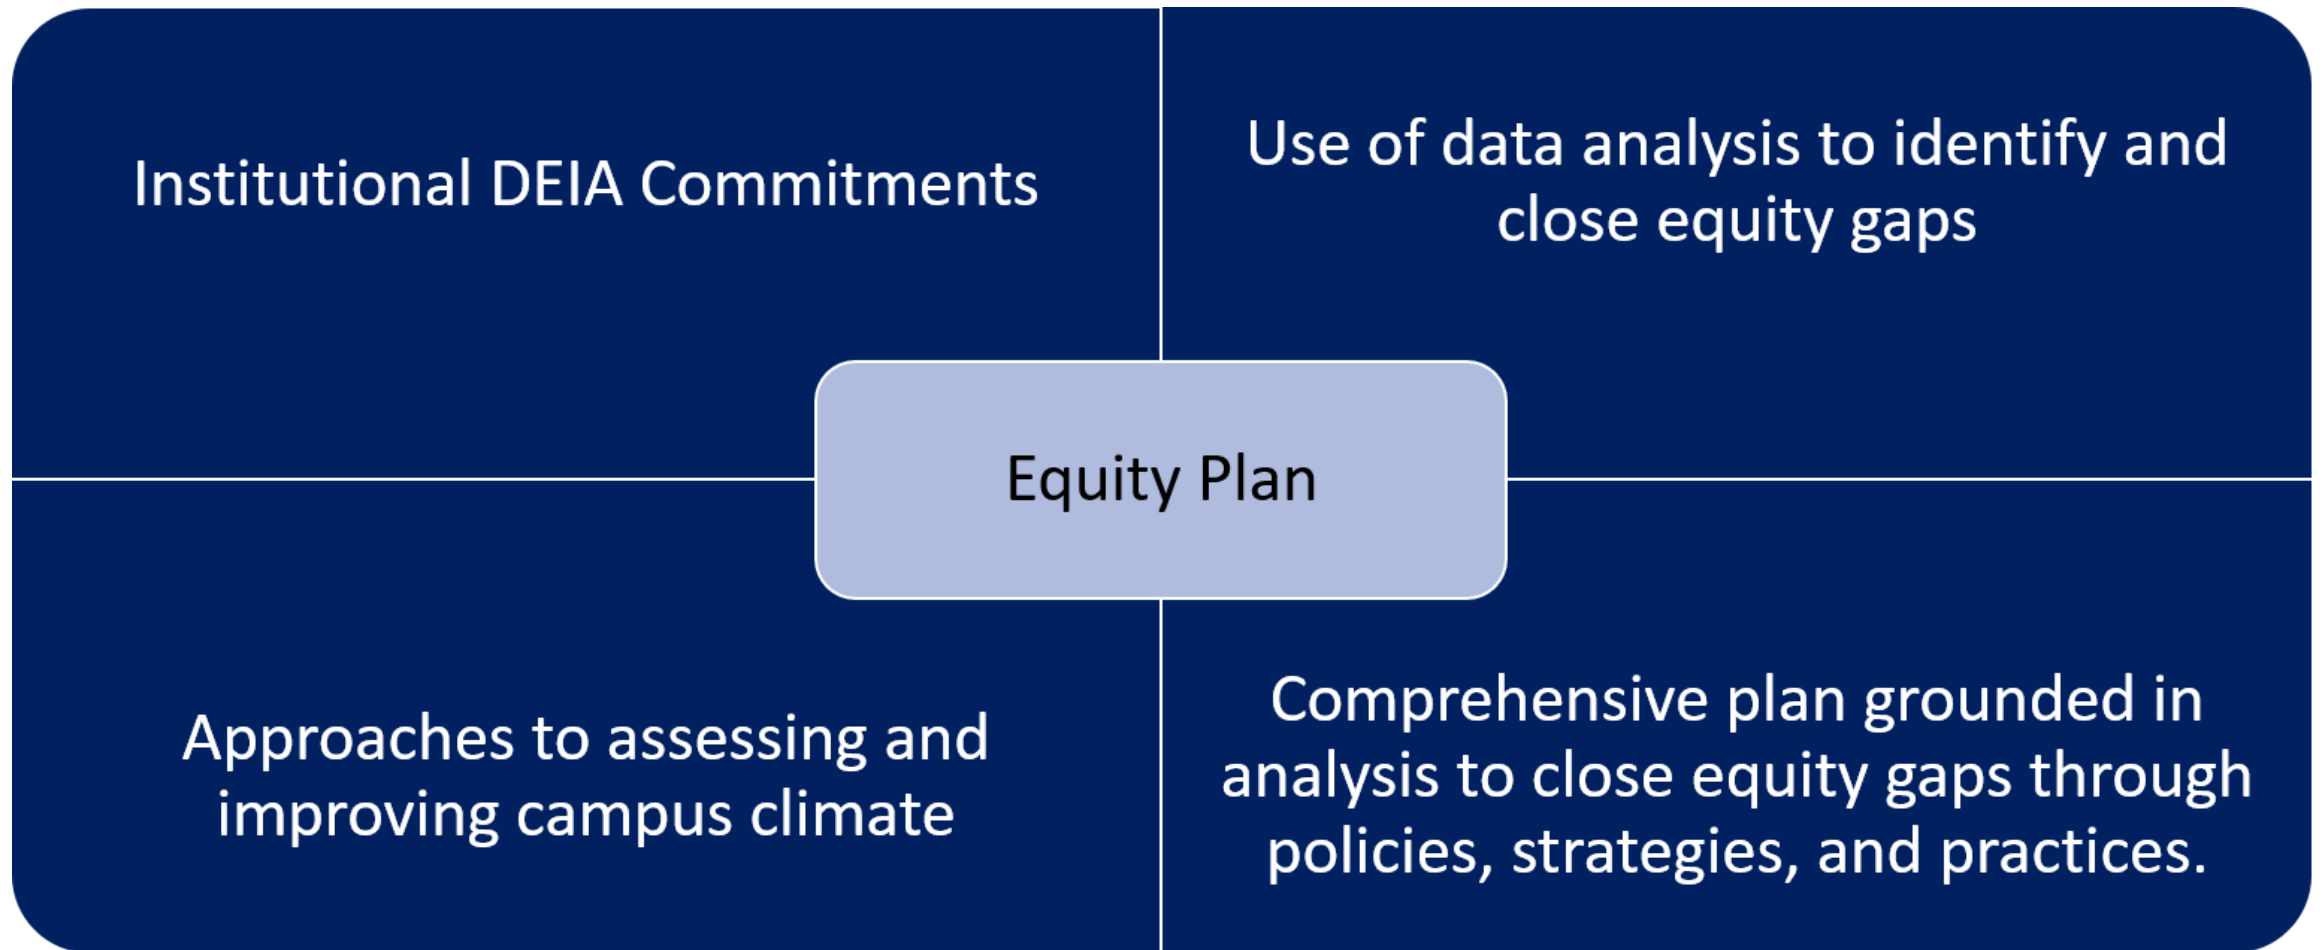 Institutional DEIA Commitments
Use of data analysis to identify and
close equity gaps
Equity Plan
Approaches to assessing and
improving campus climate
Comprehensive plan grounded in
analysis to close equity gaps through
policies, strategies, and practices.